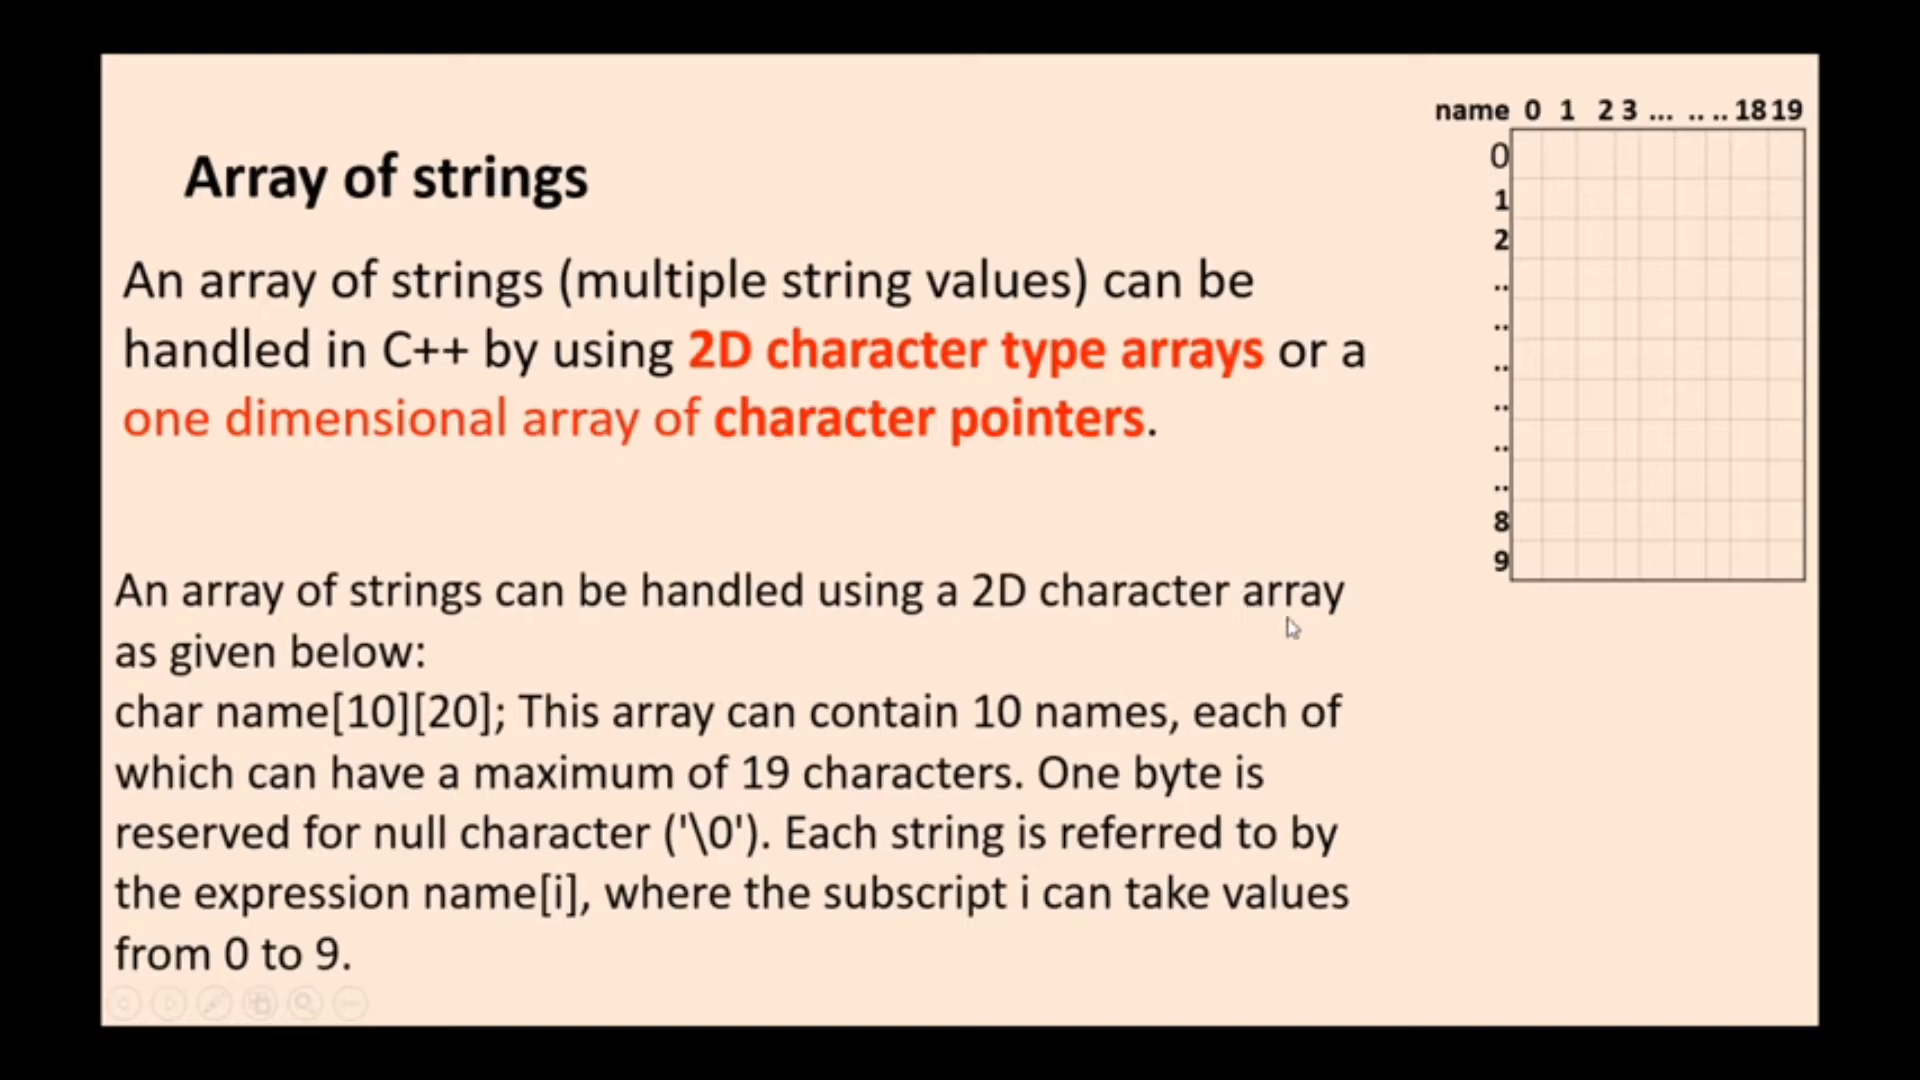 Array of strings
An array of strings (multiple string values) can be
handled in C++ by using 2D character type arrays or a
one dimensional array of character pointers.
An array of strings can be handled using a 2D character array
as given below:
char name[10][20]; This array can contain 10 names, each of
which can have a maximum of 19 characters. One byte is
reserved for null character ('\0'). Each string is referred to by
the expression name[i], where the subscript i can take values
from 0 to 9.
name 0 1 2 3 ... .. .. 18 19
0
1
2
..
..
..
..
..
..
8
9